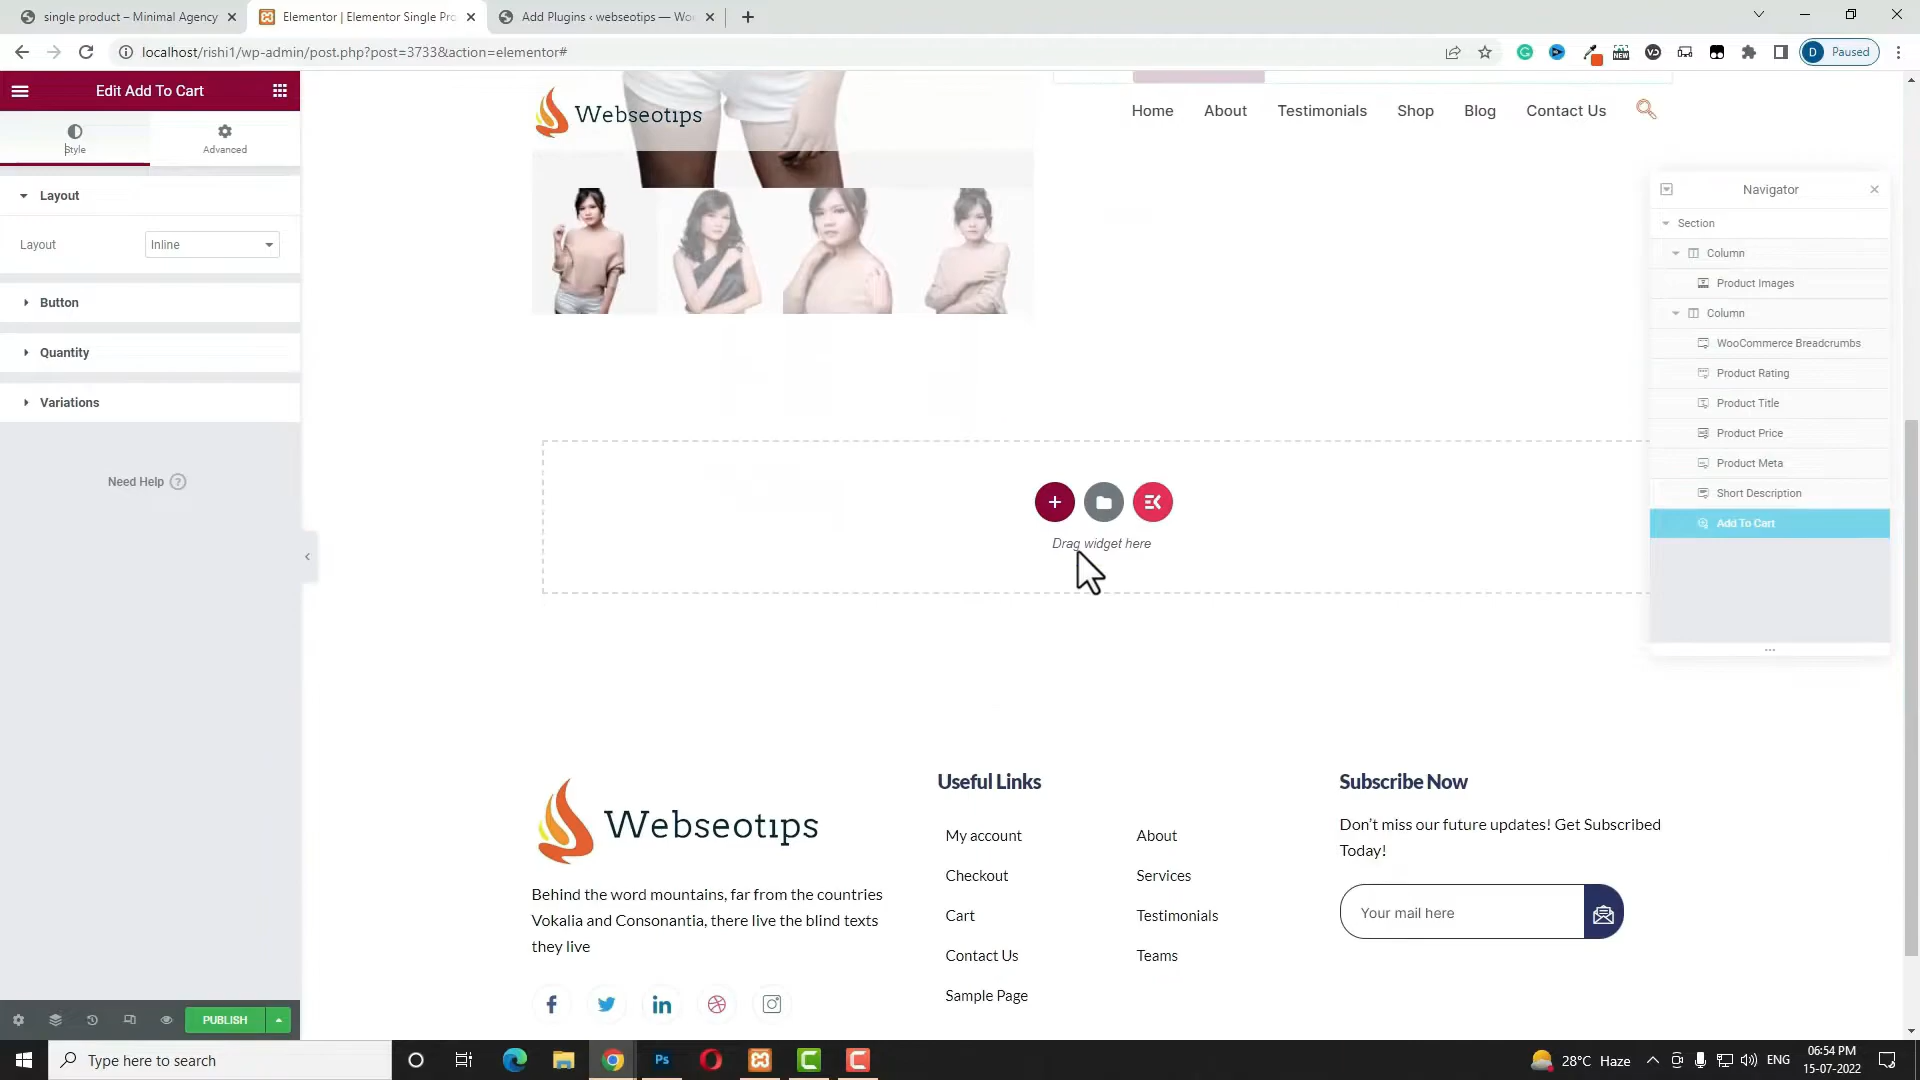 single product – Minimal Agency
Elementor | Elementor Single Pro
Add Plugins ‹ webseotips — Wo
localhost/rishi1/wp-admin/post.php?post=3733&action=elementor#
NEW
D Paused
Edit Add To Cart
Style
Advanced
Layout
Layout
Inline
Button
Quantity
Variations
Need Help ?
PUBLISH
Webseotips
Home
About
Testimonials
Shop
Blog
Contact Us
Navigator
Section
Column
Product Images
Column
WooCommerce Breadcrumbs
Product Rating
Product Title
Product Price
Product Meta
Short Description
Add To Cart
Drag widget here
Webseotips
Behind the word mountains, far from the countries
Vokalia and Consonantia, there live the blind texts
they live
Useful Links
My account
Checkout
Cart
Contact Us
Sample Page
About
Services
Testimonials
Teams
Subscribe Now
Don’t miss our future updates! Get Subscribed
Today!
Your mail here
Type here to search
Ps
28°C Haze
ENG
06:54 PM
15-07-2022